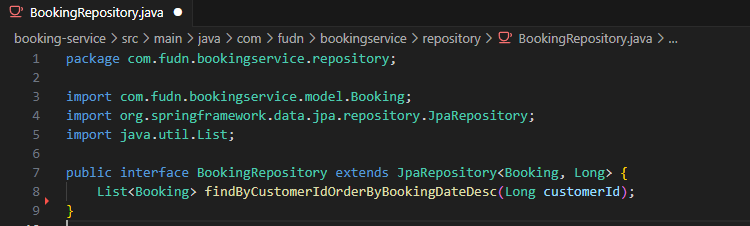 BookingRepository.java
booking-service > src > main > java > com > fudn > bookingservice > repository > BookingRepository.java > ...
1 package com.fudn.bookingservice.repository;
2
3 import com.fudn.bookingservice.model.Booking;
4 import org.springframework.data.jpa.repository.JpaRepository;
5 import java.util.List;
6
7 public interface BookingRepository extends JpaRepository<Booking, Long> {
8     List<Booking> findByCustomerIdOrderByBookingDateDesc(Long customerId);
9 }
10